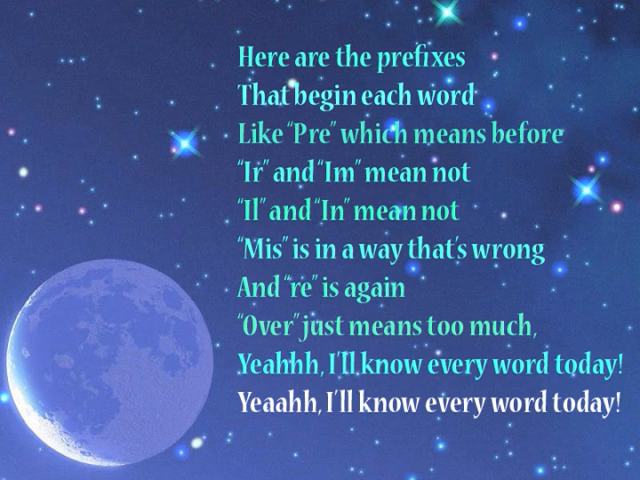 Here are the prefixes
That begin each word
Like “Pre” which means before
“Ir” and “Im” mean not
“Il” and “In” mean not
“Mis” is in a way that’s wrong
And “re” is again
“Over” just means too much,
Yeahhh, I’ll know every word today!
Yeaahh, I’ll know every word today!